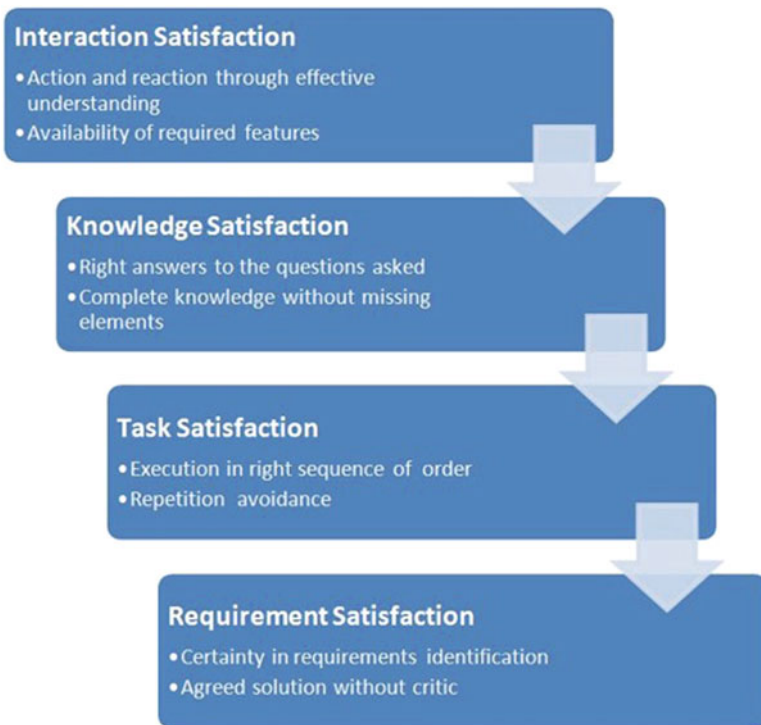 Interaction Satisfaction
•Action and reaction through effective
understanding
•Availability of required features
Knowledge Satisfaction
•Right answers to the questions asked
•Complete knowledge without missing
elements
Task Satisfaction
•Execution in right sequence of order
•Repetition avoidance
Requirement Satisfaction
•Certainty in requirements identification
•Agreed solution without critic